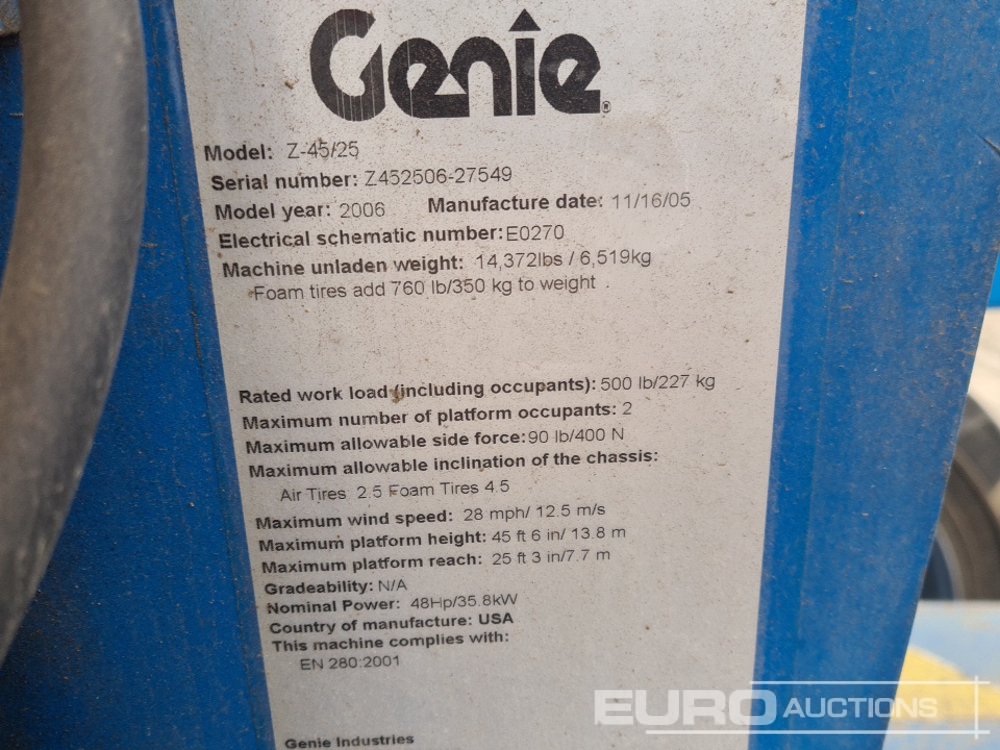 Genie®
Model: Z-45/25
Serial number: Z452506-27549
Model year: 2006 Manufacture date: 11/16/05
Electrical schematic number: E0270
Machine unladen weight: 14,372lbs / 6,519kg
Foam tires add 760 lb/350 kg to weight
Rated work load (including occupants): 500 lb/227 kg
Maximum number of platform occupants: 2
Maximum allowable side force: 90 lb/400 N
Maximum allowable inclination of the chassis:
Air Tires 2.5 Foam Tires 4.5
Maximum wind speed: 28 mph/ 12.5 m/s
Maximum platform height: 45 ft 6 in/ 13.8 m
Maximum platform reach: 25 ft 3 in/7.7 m
Gradeability: N/A
Nominal Power: 48Hp/35.8kW
Country of manufacture: USA
This machine complies with:
EN 280:2001
Genie Industries
EURO AUCTIONS